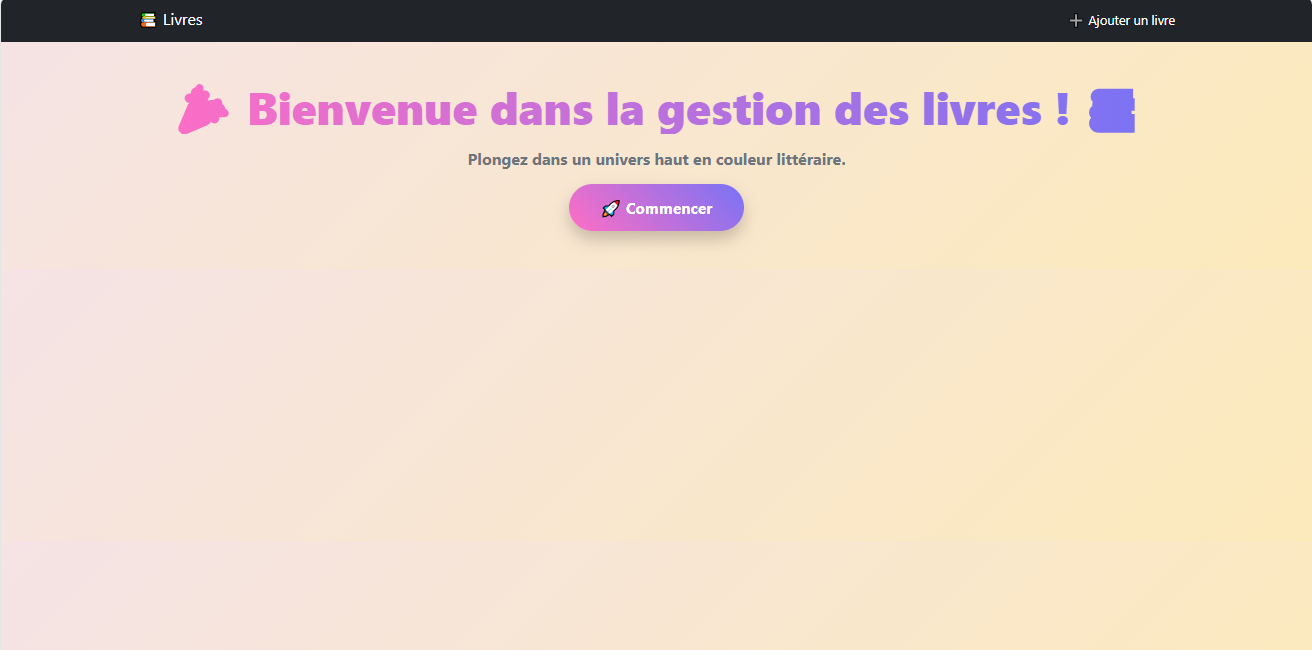 Livres
Ajouter un livre
Bienvenue dans la gestion des livres !
Plongez dans un univers haut en couleur littéraire.
Commencer